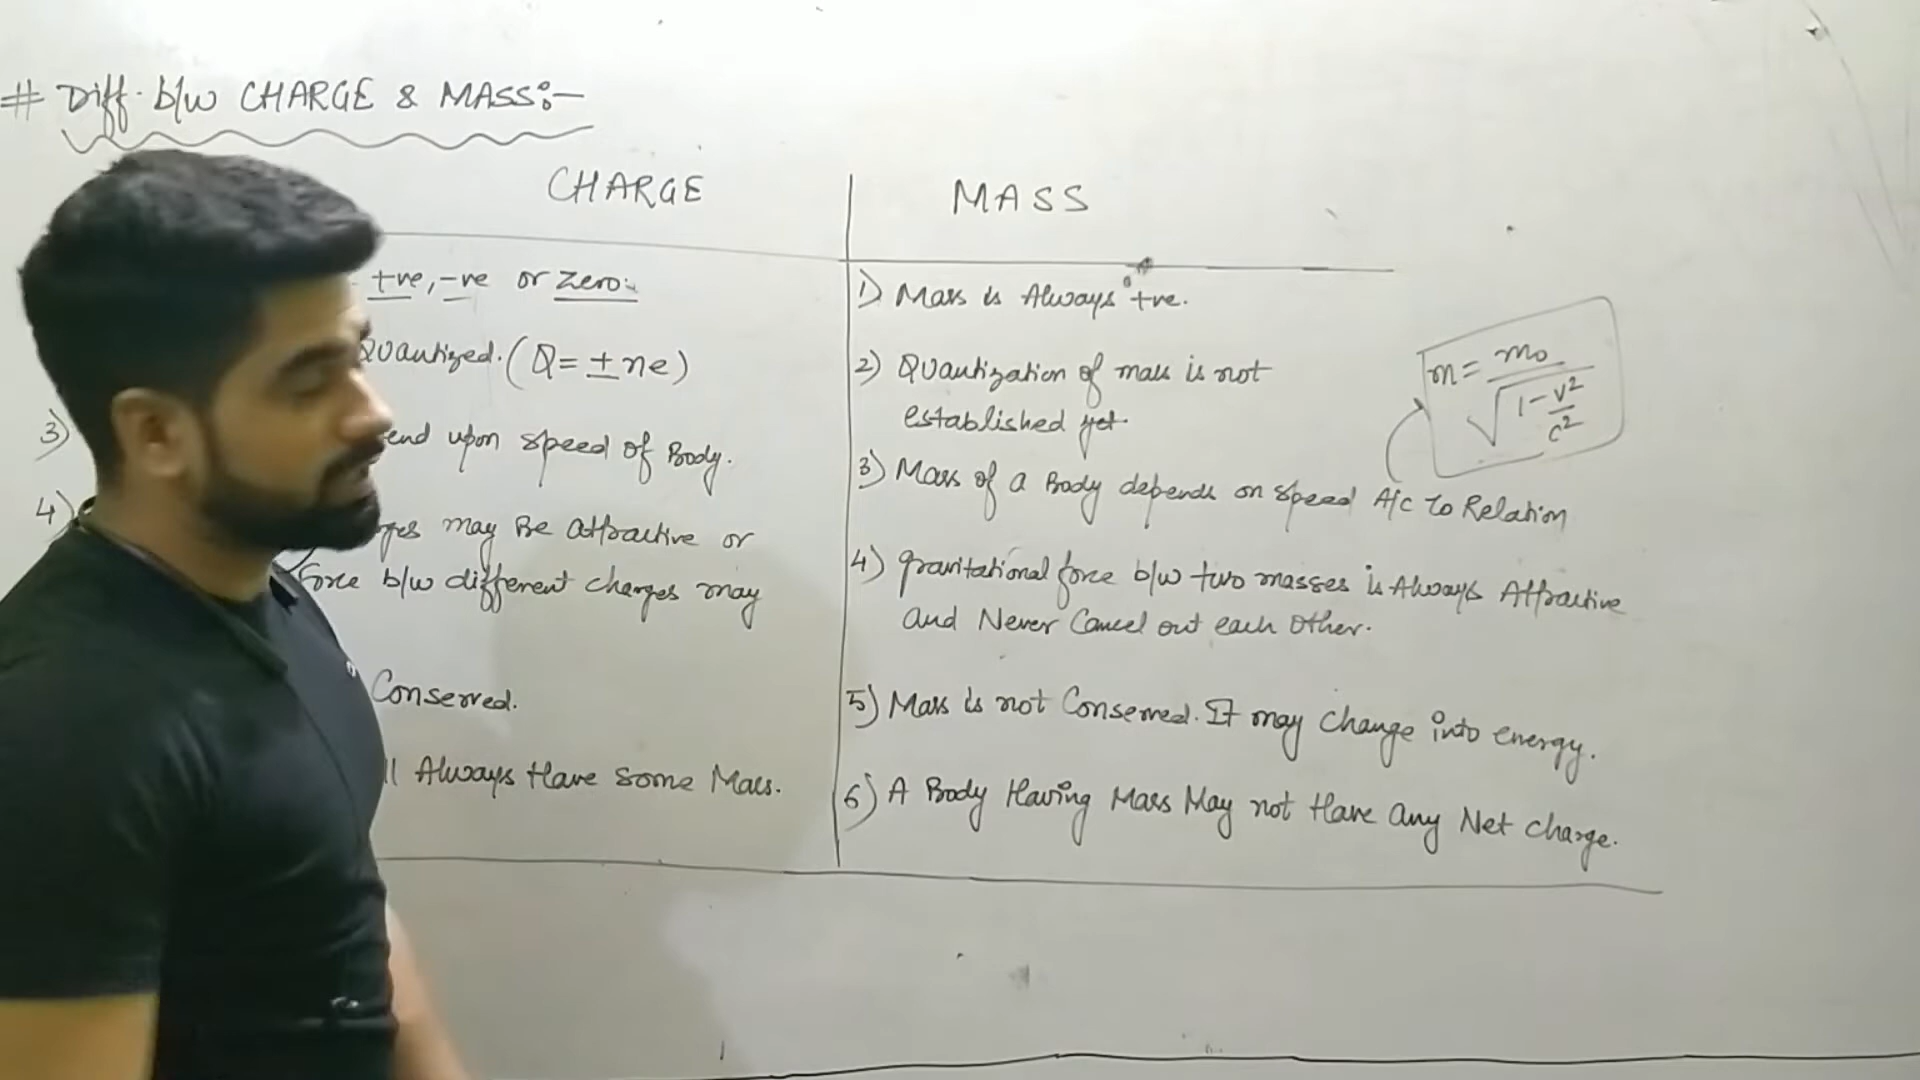 # Diff. b/w CHARGE & MASS:-
CHARGE
+ve, -ve or zero.
Quantized. (Q = ± ne)
3) end upon speed of Body.
4) ges may Be attractive or
force b/w different charges may
Conserved.
ll Always Have Some Mass.
MASS
1) Mass is Always +ve.
2) Quantization of mass is not
established yet.
3) Mass of a Body depends on speed A/c to Relation
m = m₀ / √(1 - v²/c²)
4) gravitational force b/w two masses is Always Attractive
and Never Cancel out each other.
5) Mass is not Conserved. It may change into energy.
6) A Body Having Mass May not Have any Net charge.